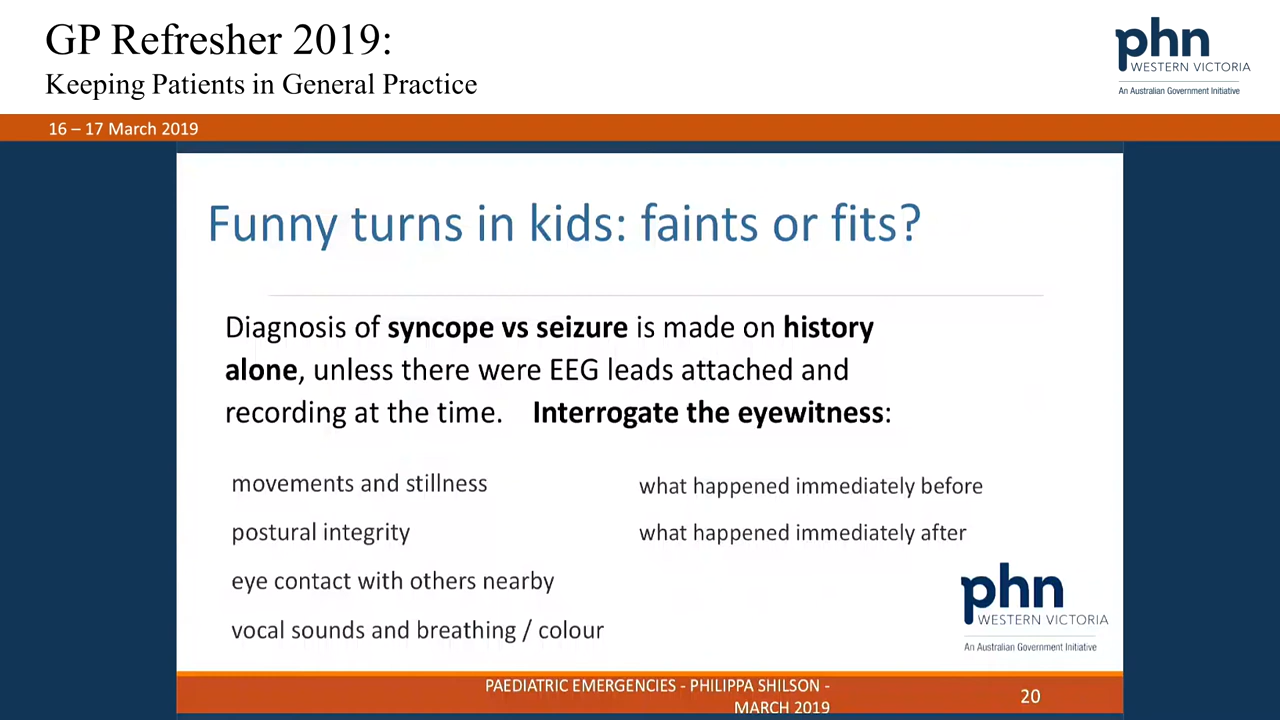 GP Refresher 2019:
Keeping Patients in General Practice
phn
WESTERN VICTORIA
An Australian Government Initiative
16 – 17 March 2019
Funny turns in kids: faints or fits?
Diagnosis of syncope vs seizure is made on history
alone, unless there were EEG leads attached and
recording at the time. Interrogate the eyewitness:
movements and stillness
postural integrity
eye contact with others nearby
vocal sounds and breathing / colour
what happened immediately before
what happened immediately after
phn
WESTERN VICTORIA
An Australian Government Initiative
PAEDIATRIC EMERGENCIES - PHILIPPA SHILSON -
MARCH 2019
20